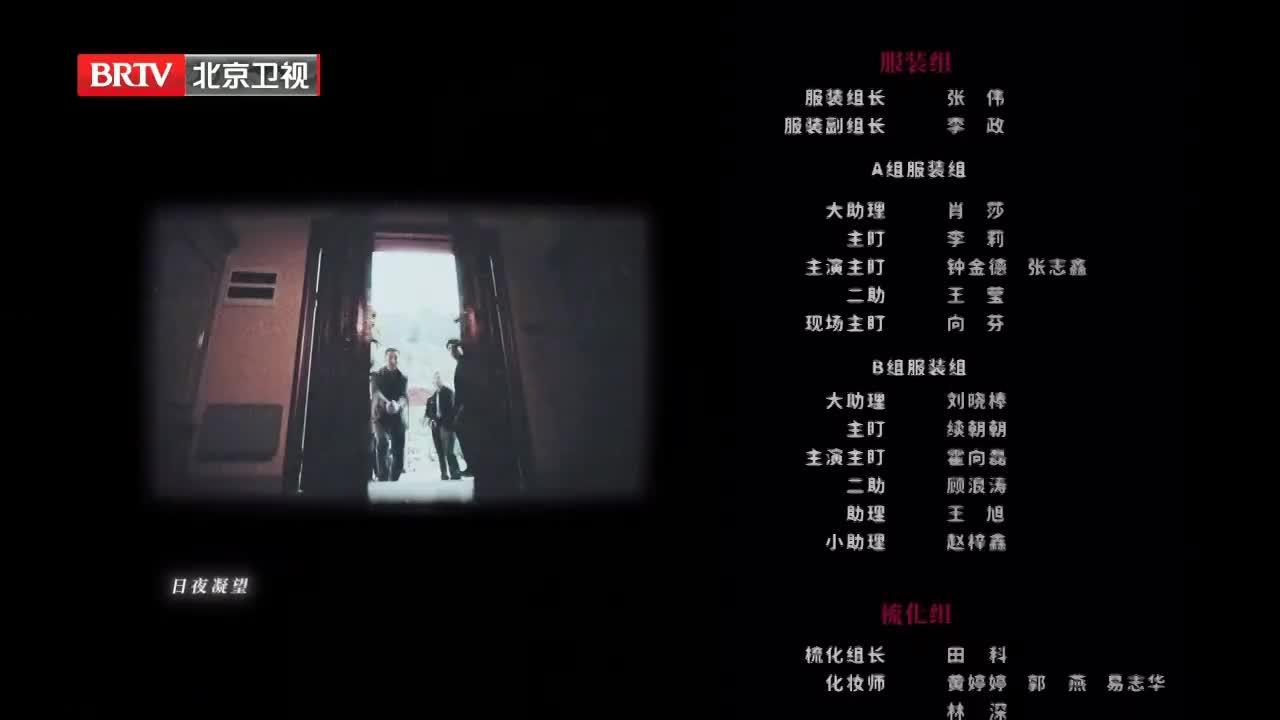 BRTV 北京卫视
服装组
服装组长 张 伟
服装副组长 李 政
A组服装组
大助理 肖 莎
主盯 李 莉
主演主盯 钟金德 张志鑫
二助 王 莹
现场主盯 向 芬
B组服装组
大助理 刘晓棒
主盯 续朝朝
主演主盯 霍向磊
二助 顾浪涛
助理 王 旭
小助理 赵梓鑫
日夜凝望
梳化组
梳化组长 田 科
化妆师 黄婷婷 郭 燕 易志华
林 深